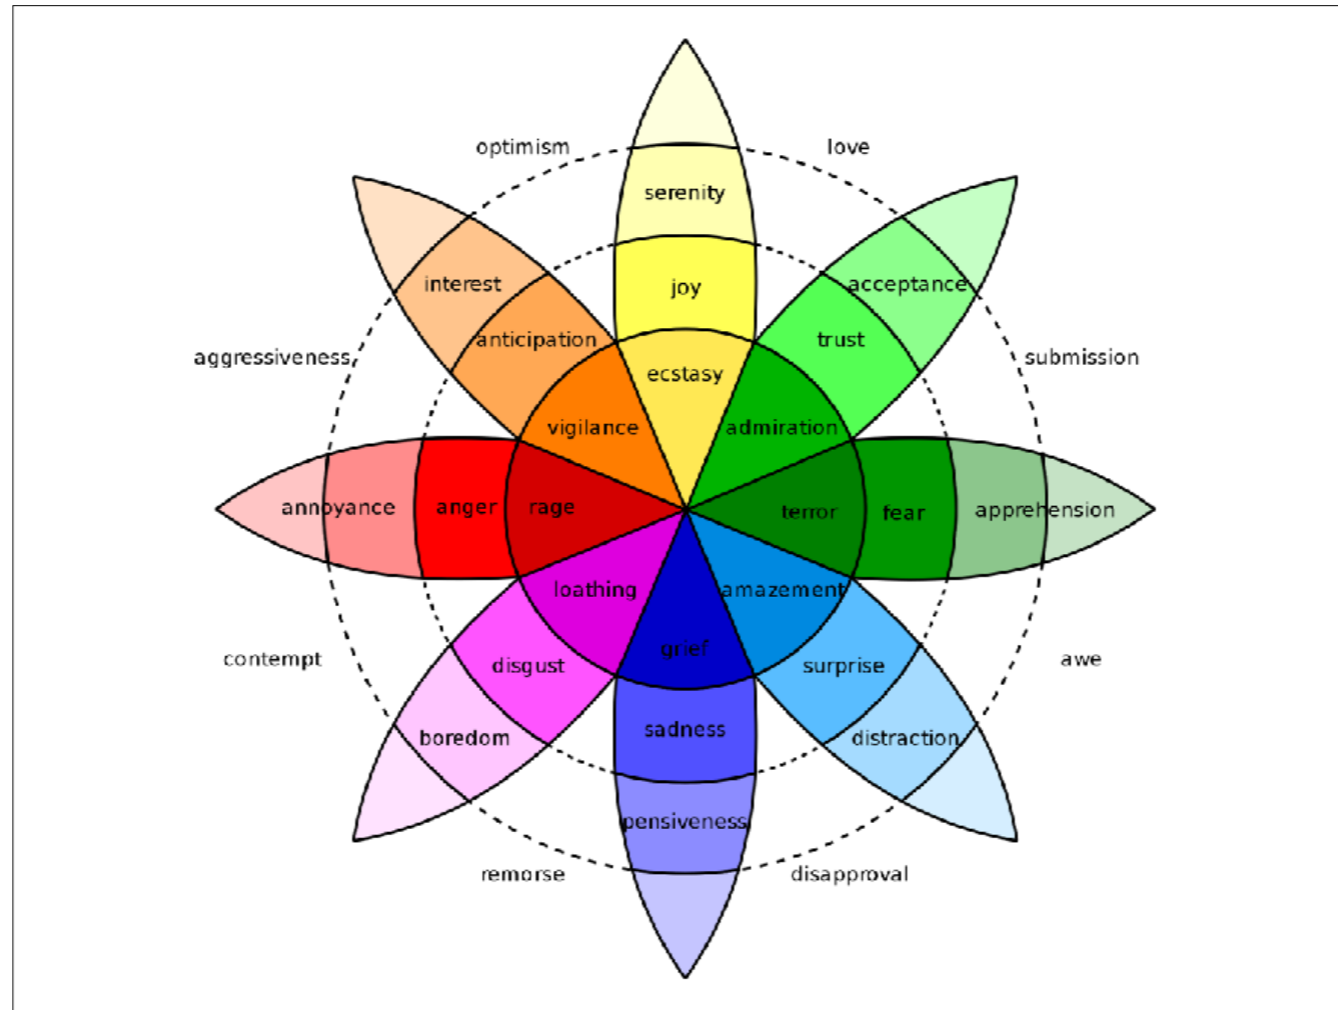 optimism
love
serenity
interest
acceptance
joy
anticipation
trust
aggressiveness
submission
ecstasy
vigilance
admiration
annoyance
anger
rage
terror
fear
apprehension
loathing
amazement
grief
contempt
awe
disgust
surprise
sadness
boredom
distraction
pensiveness
remorse
disapproval